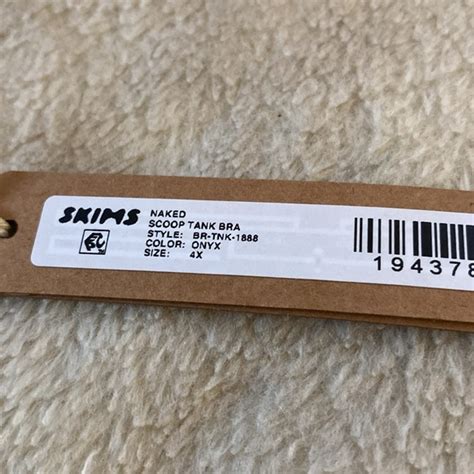 SKIMS
NAKED
SCOOP TANK BRA
STYLE: BR-TNK-1888
COLOR: ONYX
SIZE: 4X
194378